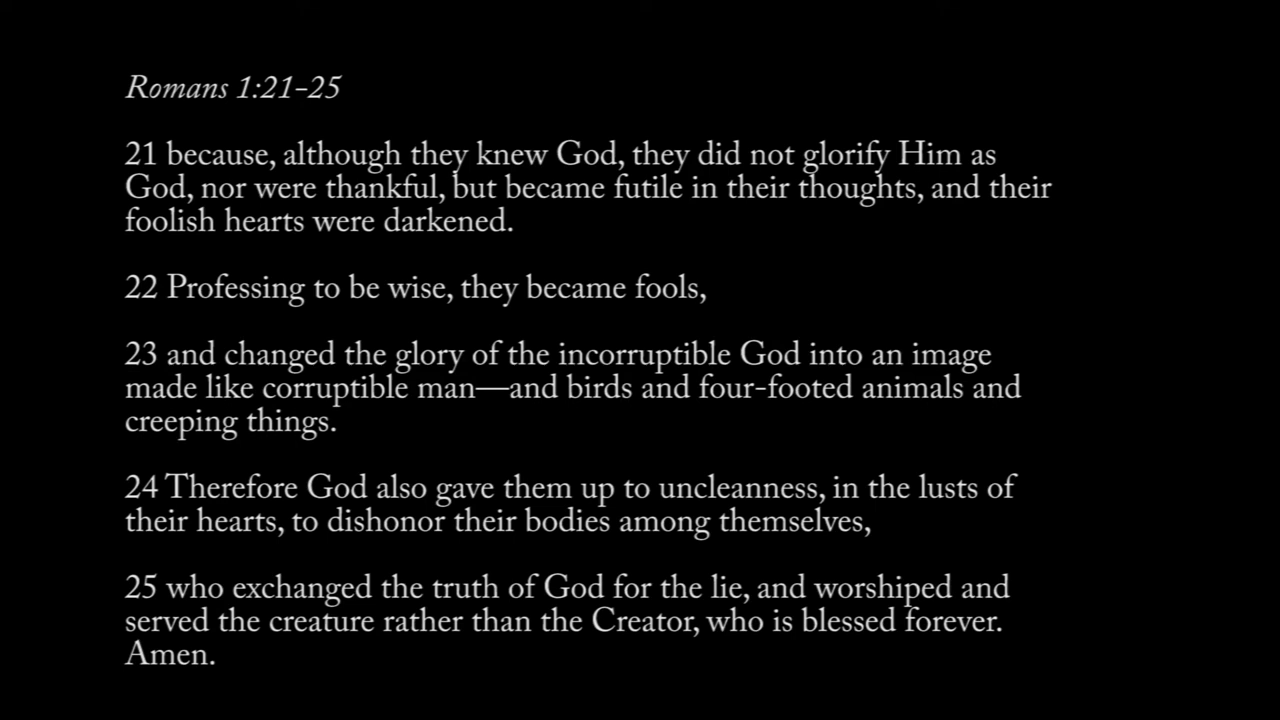 Romans 1:21-25
21 because, although they knew God, they did not glorify Him as
God, nor were thankful, but became futile in their thoughts, and their
foolish hearts were darkened.
22 Professing to be wise, they became fools,
23 and changed the glory of the incorruptible God into an image
made like corruptible man—and birds and four-footed animals and
creeping things.
24 Therefore God also gave them up to uncleanness, in the lusts of
their hearts, to dishonor their bodies among themselves,
25 who exchanged the truth of God for the lie, and worshiped and
served the creature rather than the Creator, who is blessed forever.
Amen.